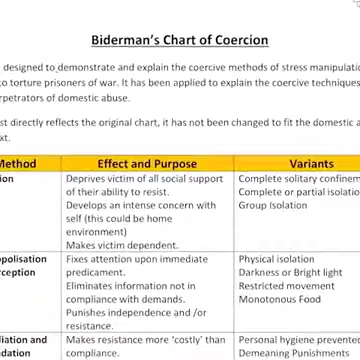 Biderman's Chart of Coercion
designed to demonstrate and explain the coercive methods of stress manipulatio
to torture prisoners of war. It has been applied to explain the coercive techniques
rpetrators of domestic abuse.
st directly reflects the original chart, it has not been changed to fit the domestic a
xt.
Method Effect and Purpose Variants
ion Deprives victim of all social support Complete solitary confinem
of their ability to resist. Complete or partial isolatio
Develops an intense concern with Group Isolation
self (this could be home
environment)
Makes victim dependent.
opolisation Fixes attention upon immediate Physical isolation
rception predicament. Darkness or Bright light
Eliminates information not in Restricted movement
compliance with demands. Monotonous Food
Punishes independence and /or
resistance.
liation and Makes resistance more 'costly' than Personal hygiene prevente
dation compliance. Demeaning Punishments